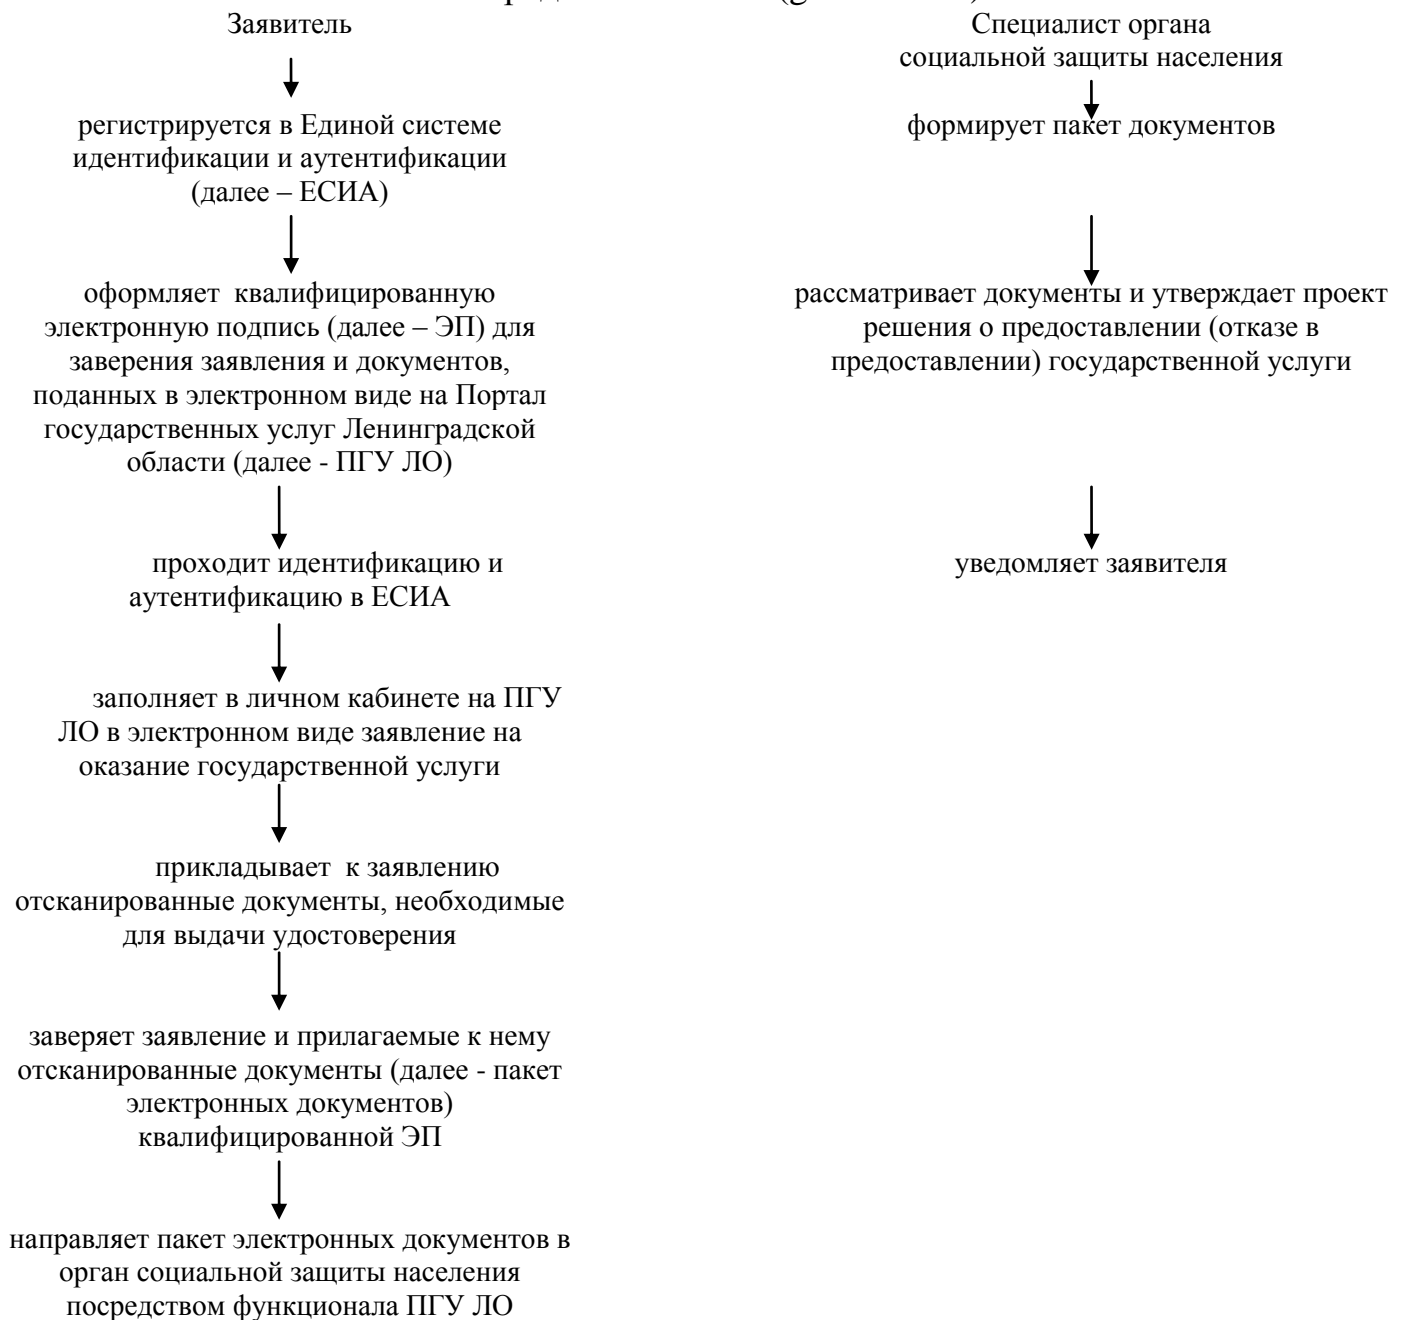 Заявитель
регистрируется в Единой системе
идентификации и аутентификации
(далее – ЕСИА)
оформляет квалифицированную
электронную подпись (далее – ЭП) для
заверения заявления и документов,
поданных в электронном виде на Портал
государственных услуг Ленинградской
области (далее - ПГУ ЛО)
проходит идентификацию и
аутентификацию в ЕСИА
заполняет в личном кабинете на ПГУ
ЛО в электронном виде заявление на
оказание государственной услуги
прикладывает к заявлению
отсканированные документы, необходимые
для выдачи удостоверения
заверяет заявление и прилагаемые к нему
отсканированные документы (далее - пакет
электронных документов)
квалифицированной ЭП
направляет пакет электронных документов в
орган социальной защиты населения
посредством функционала ПГУ ЛО
Специалист органа
социальной защиты населения
формирует пакет документов
рассматривает документы и утверждает проект
решения о предоставлении (отказе в
предоставлении) государственной услуги
уведомляет заявителя